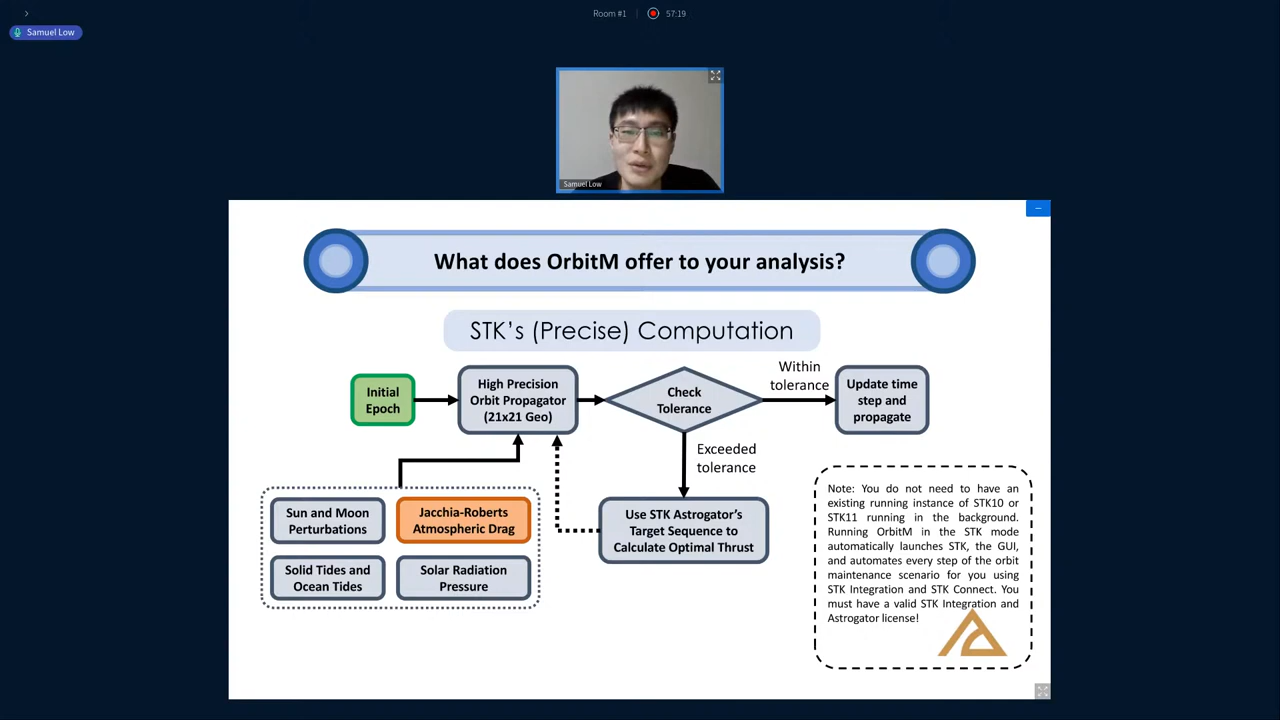 Room #1
57:19
Samuel Low
Samuel Low
What does OrbitM offer to your analysis?
STK's (Precise) Computation
Initial
Epoch
High Precision
Orbit Propagator
(21x21 Geo)
Check
Tolerance
Within
tolerance
Update time
step and
propagate
Exceeded
tolerance
Sun and Moon
Perturbations
Jacchia-Roberts
Atmospheric Drag
Solid Tides and
Ocean Tides
Solar Radiation
Pressure
Use STK Astrogator's
Target Sequence to
Calculate Optimal Thrust
Note: You do not need to have an
existing running instance of STK10 or
STK11 running in the background.
Running OrbitM in the STK mode
automatically launches STK, the GUI,
and automates every step of the orbit
maintenance scenario for you using
STK Integration and STK Connect. You
must have a valid STK Integration and
Astrogator license!